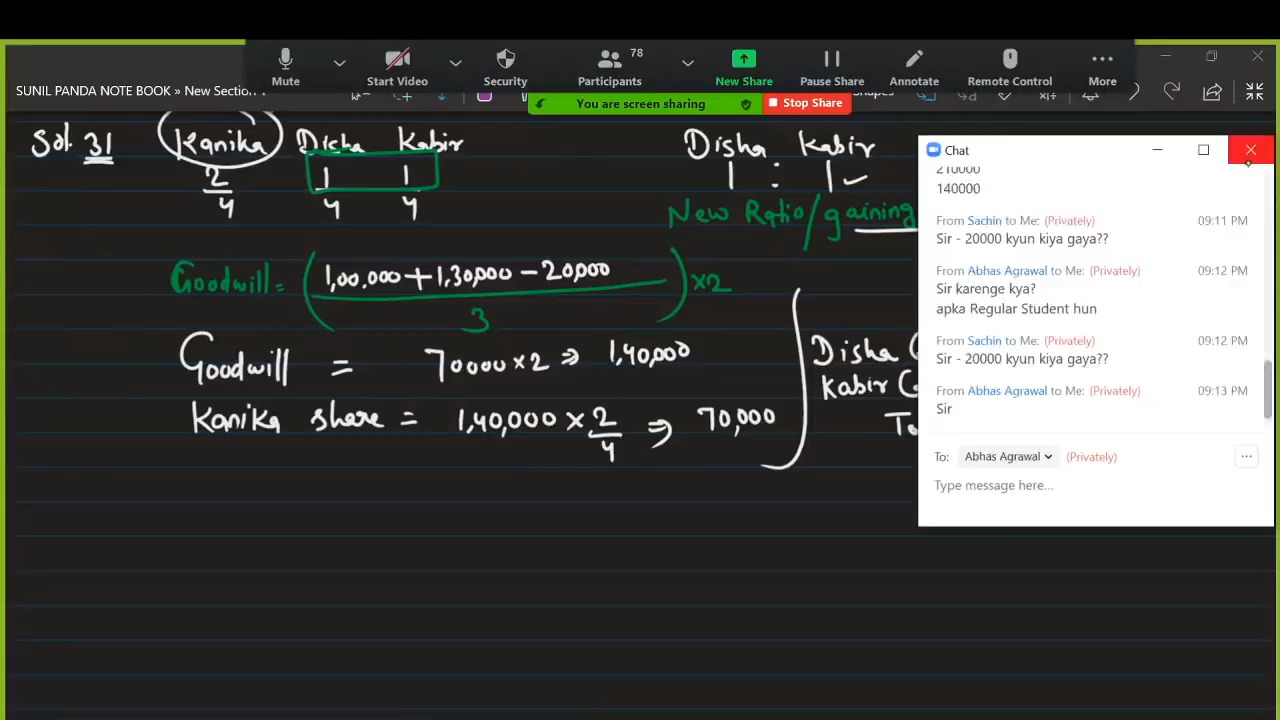 78
Mute Start Video Security Participants New Share Pause Share Annotate Remote Control More
SUNIL PANDA NOTE BOOK » New Section
You are screen sharing Stop Share
Sol. 31 Kanika Disha Kabir
2/4 1/4 1/4
Disha Kabir
1 : 1
New Ratio/gaining
Goodwill = (1,00,000 + 1,30,000 - 20,000 / 3) ×2
Goodwill = 70000 × 2 ⇒ 1,40,000
Kanika share = 1,40,000 × 2/4 ⇒ 70,000
Disha (
Kabir (
To
Chat
210000
140000
From Sachin to Me: (Privately) 09:11 PM
Sir - 20000 kyun kiya gaya??
From Abhas Agrawal to Me: (Privately) 09:12 PM
Sir karenge kya?
apka Regular Student hun
From Sachin to Me: (Privately) 09:12 PM
Sir - 20000 kyun kiya gaya??
From Abhas Agrawal to Me: (Privately) 09:13 PM
Sir
To: Abhas Agrawal (Privately)
Type message here...